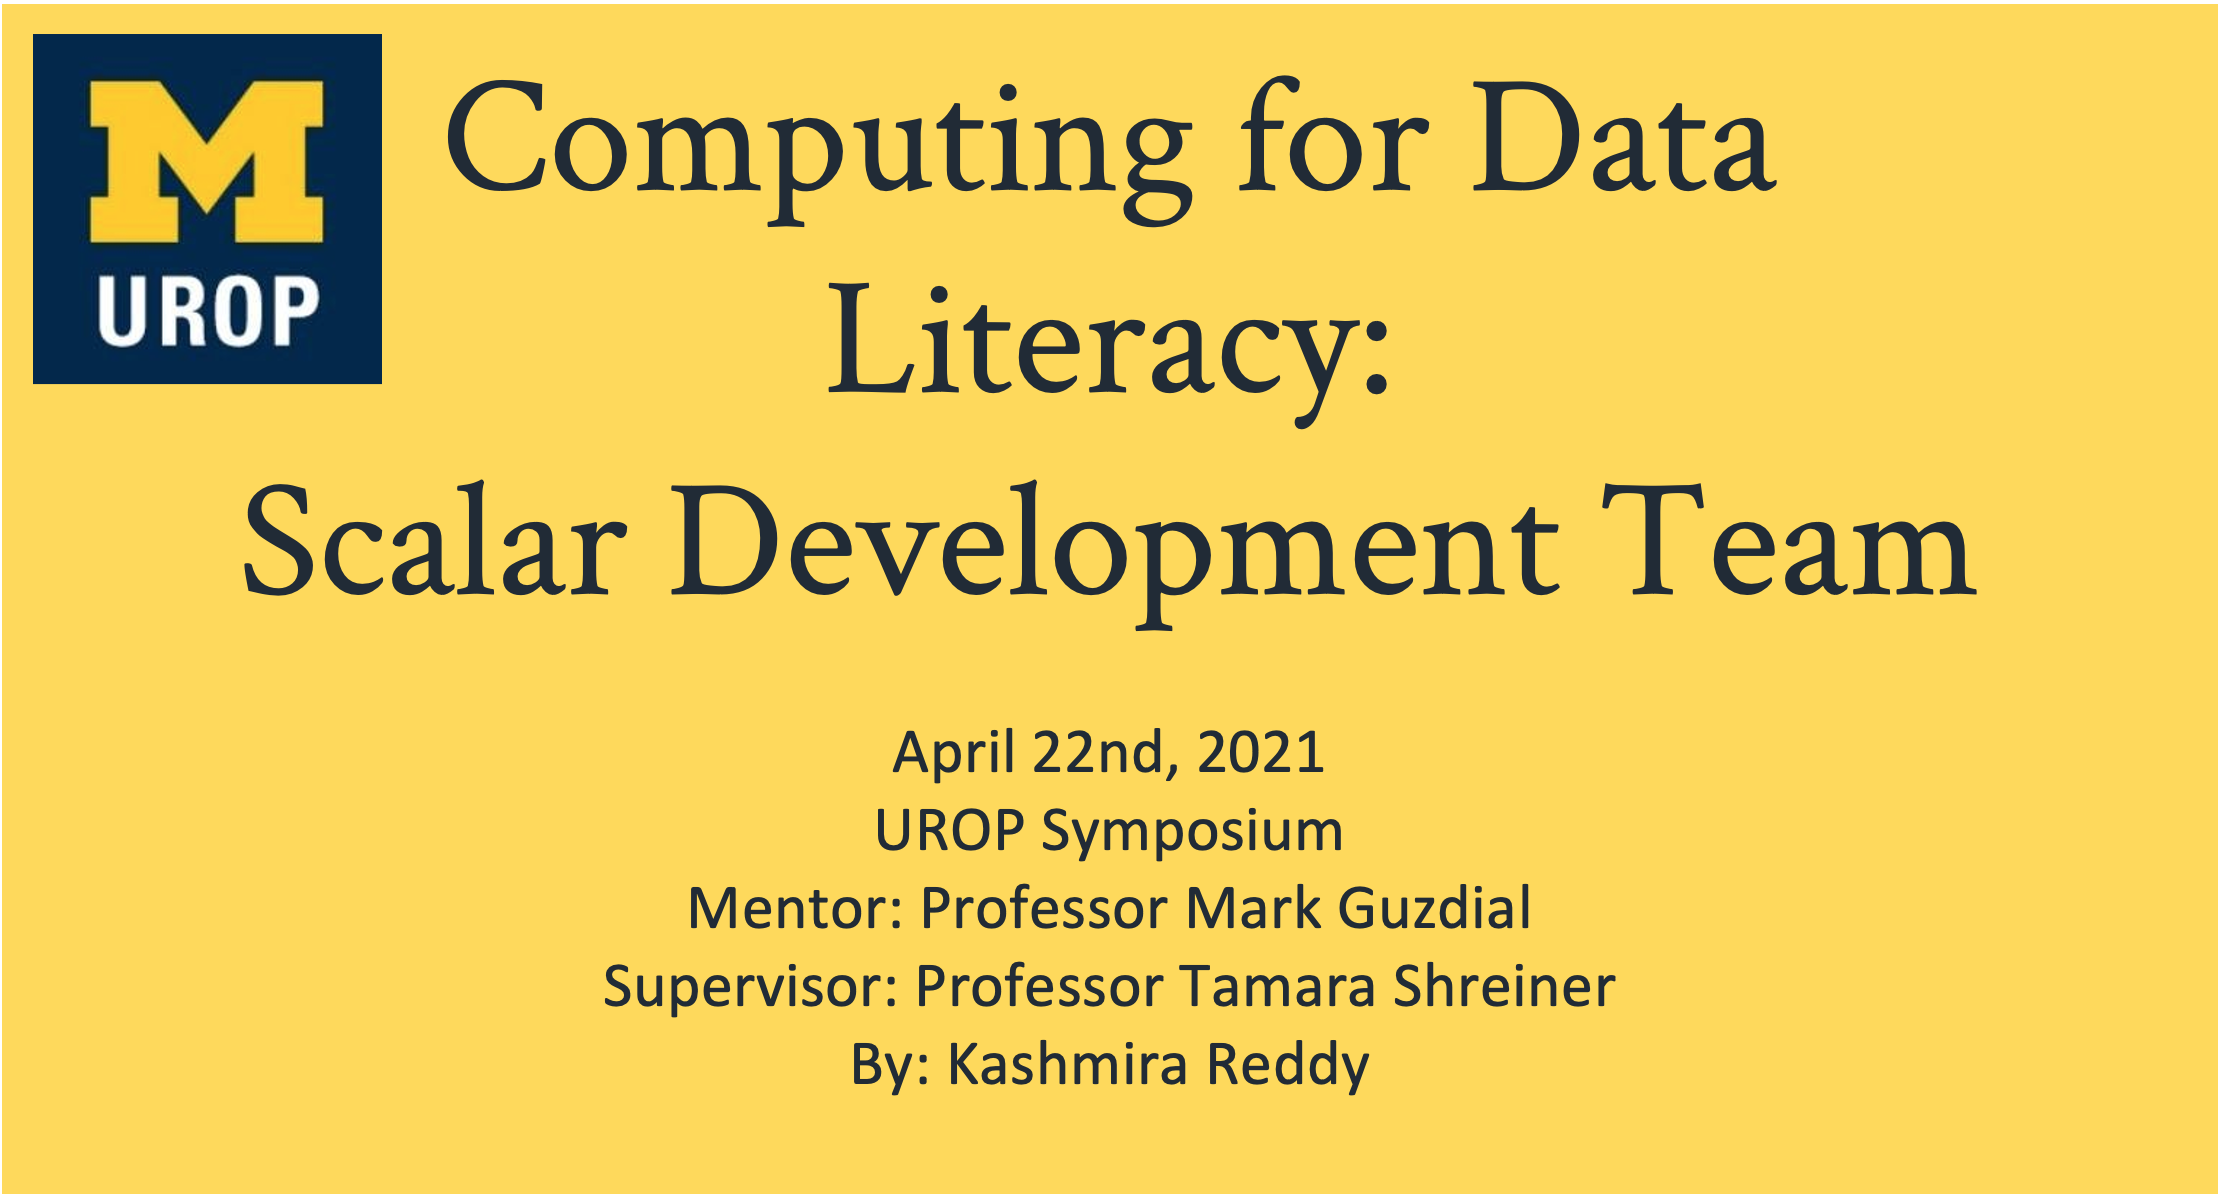 M
UROP
Computing for Data
Literacy:
Scalar Development Team
April 22nd, 2021
UROP Symposium
Mentor: Professor Mark Guzdial
Supervisor: Professor Tamara Shreiner
By: Kashmira Reddy